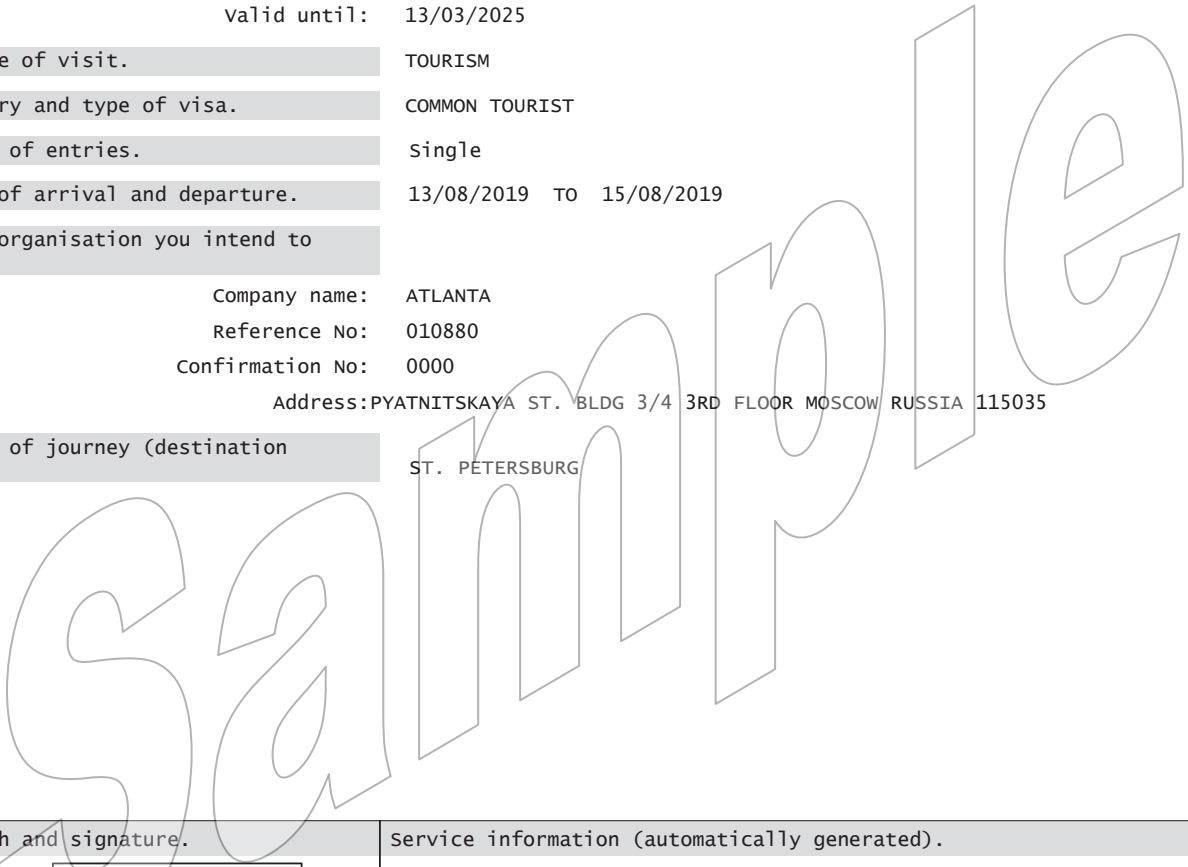 Valid until: 13/03/2025
e of visit. TOURISM
ry and type of visa. COMMON TOURIST
of entries. Single
of arrival and departure. 13/08/2019 TO 15/08/2019
organisation you intend to
Company name: ATLANTA
Reference No: 010880
Confirmation No: 0000
Address:PYATNITSKAYA ST. BLDG 3/4 3RD FLOOR MOSCOW RUSSIA 115035
of journey (destination
ST. PETERSBURG
Sample
h and signature. Service information (automatically generated).